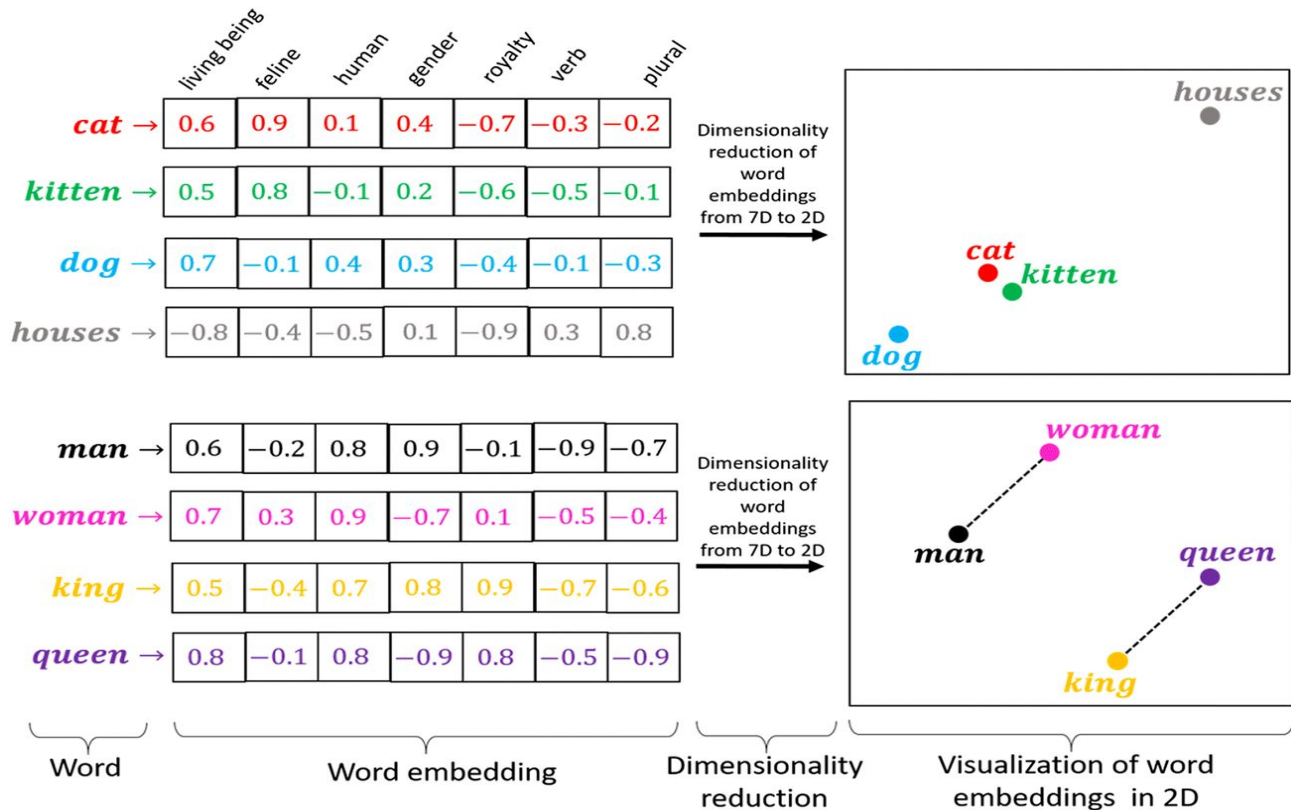 living being feline human gender royalty verb plural
cat → 0.6 0.9 0.1 0.4 −0.7 −0.3 −0.2
kitten → 0.5 0.8 −0.1 0.2 −0.6 −0.5 −0.1
dog → 0.7 −0.1 0.4 0.3 −0.4 −0.1 −0.3
houses → −0.8 −0.4 −0.5 0.1 −0.9 0.3 0.8
Dimensionality
reduction of
word
embeddings
from 7D to 2D
houses
cat
kitten
dog
man → 0.6 −0.2 0.8 0.9 −0.1 −0.9 −0.7
woman → 0.7 0.3 0.9 −0.7 0.1 −0.5 −0.4
king → 0.5 −0.4 0.7 0.8 0.9 −0.7 −0.6
queen → 0.8 −0.1 0.8 −0.9 0.8 −0.5 −0.9
Dimensionality
reduction of
word
embeddings
from 7D to 2D
woman
man
queen
king
Word
Word embedding
Dimensionality
reduction
Visualization of word
embeddings in 2D